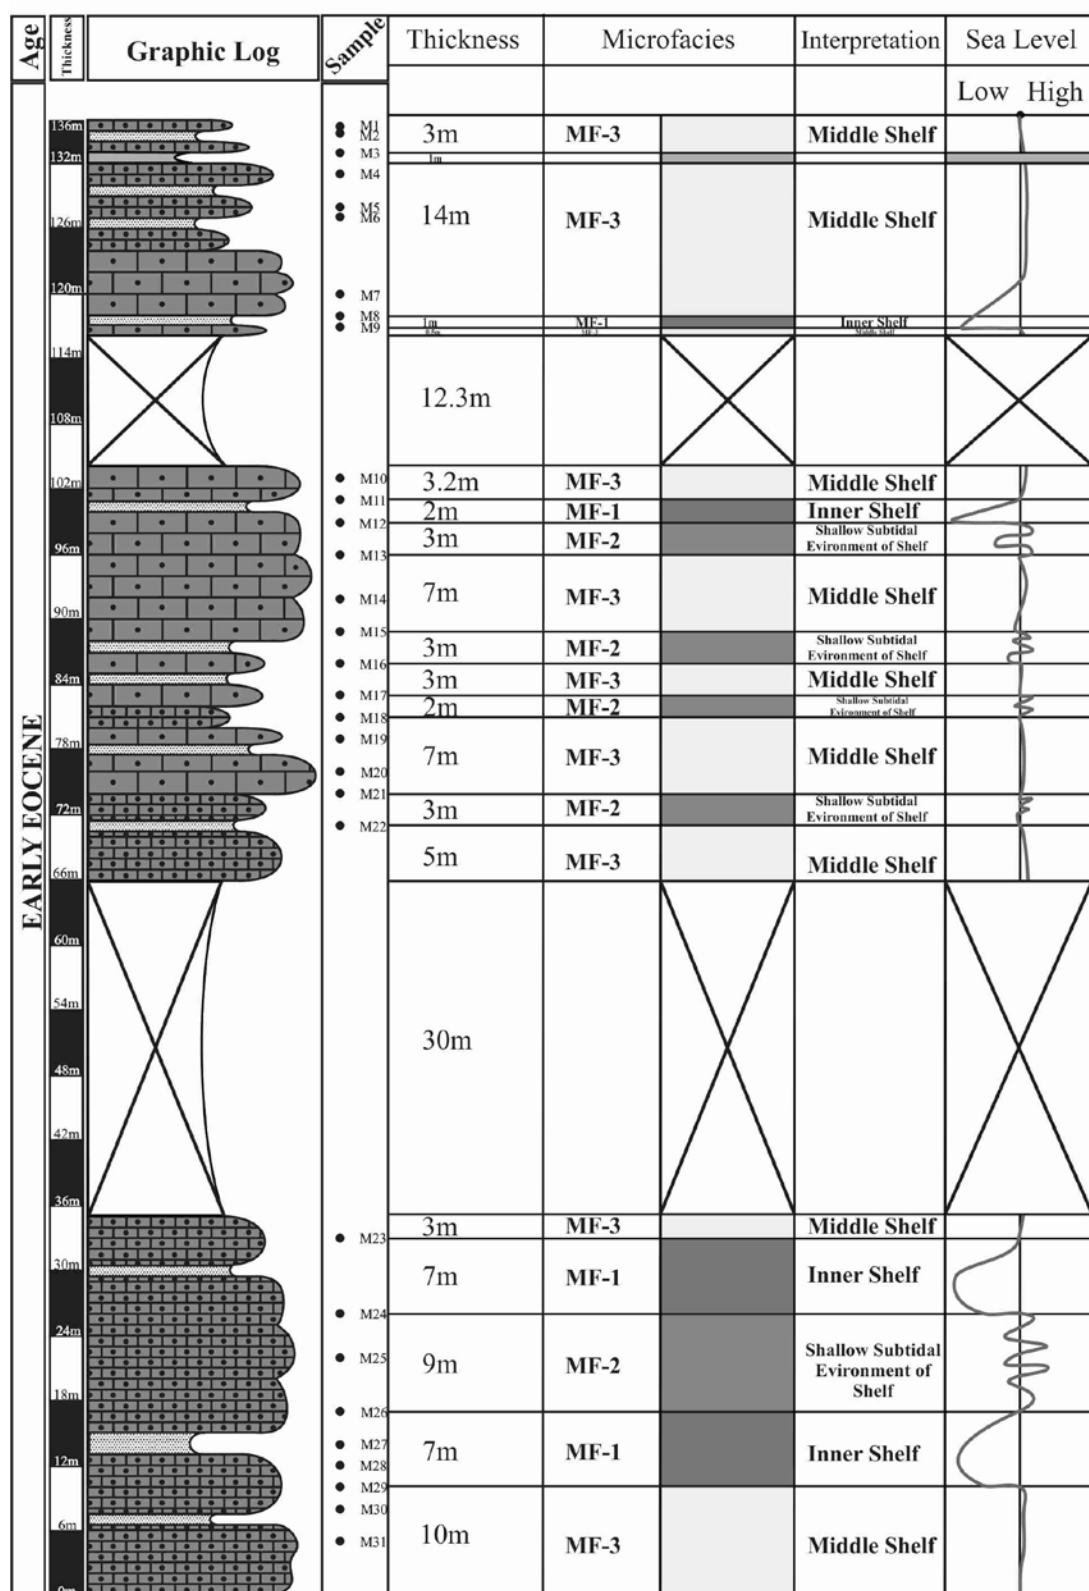 Age
Thickness
Graphic Log
Sample
Thickness
Microfacies
Interpretation
Sea Level
Low High
EARLY EOCENE
136m
132m
126m
120m
114m
108m
102m
96m
90m
84m
78m
72m
66m
60m
54m
48m
42m
36m
30m
24m
18m
12m
6m
0m
M1
M2
M3
M4
M5
M6
M7
M8
M9
M10
M11
M12
M13
M14
M15
M16
M17
M18
M19
M20
M21
M22
M23
M24
M25
M26
M27
M28
M29
M30
M31
3m MF-3 Middle Shelf
1m
14m MF-3 Middle Shelf
1m MF-1 Inner Shelf
Middle Shelf
12.3m
3.2m MF-3 Middle Shelf
2m MF-1 Inner Shelf
3m MF-2 Shallow Subtidal
Evironment of Shelf
7m MF-3 Middle Shelf
3m MF-2 Shallow Subtidal
Evironment of Shelf
3m MF-3 Middle Shelf
2m MF-2 Shallow Subtidal
Evironment of Shelf
7m MF-3 Middle Shelf
3m MF-2 Shallow Subtidal
Evironment of Shelf
5m MF-3 Middle Shelf
30m
3m MF-3 Middle Shelf
7m MF-1 Inner Shelf
9m MF-2 Shallow Subtidal
Evironment of
Shelf
7m MF-1 Inner Shelf
10m MF-3 Middle Shelf